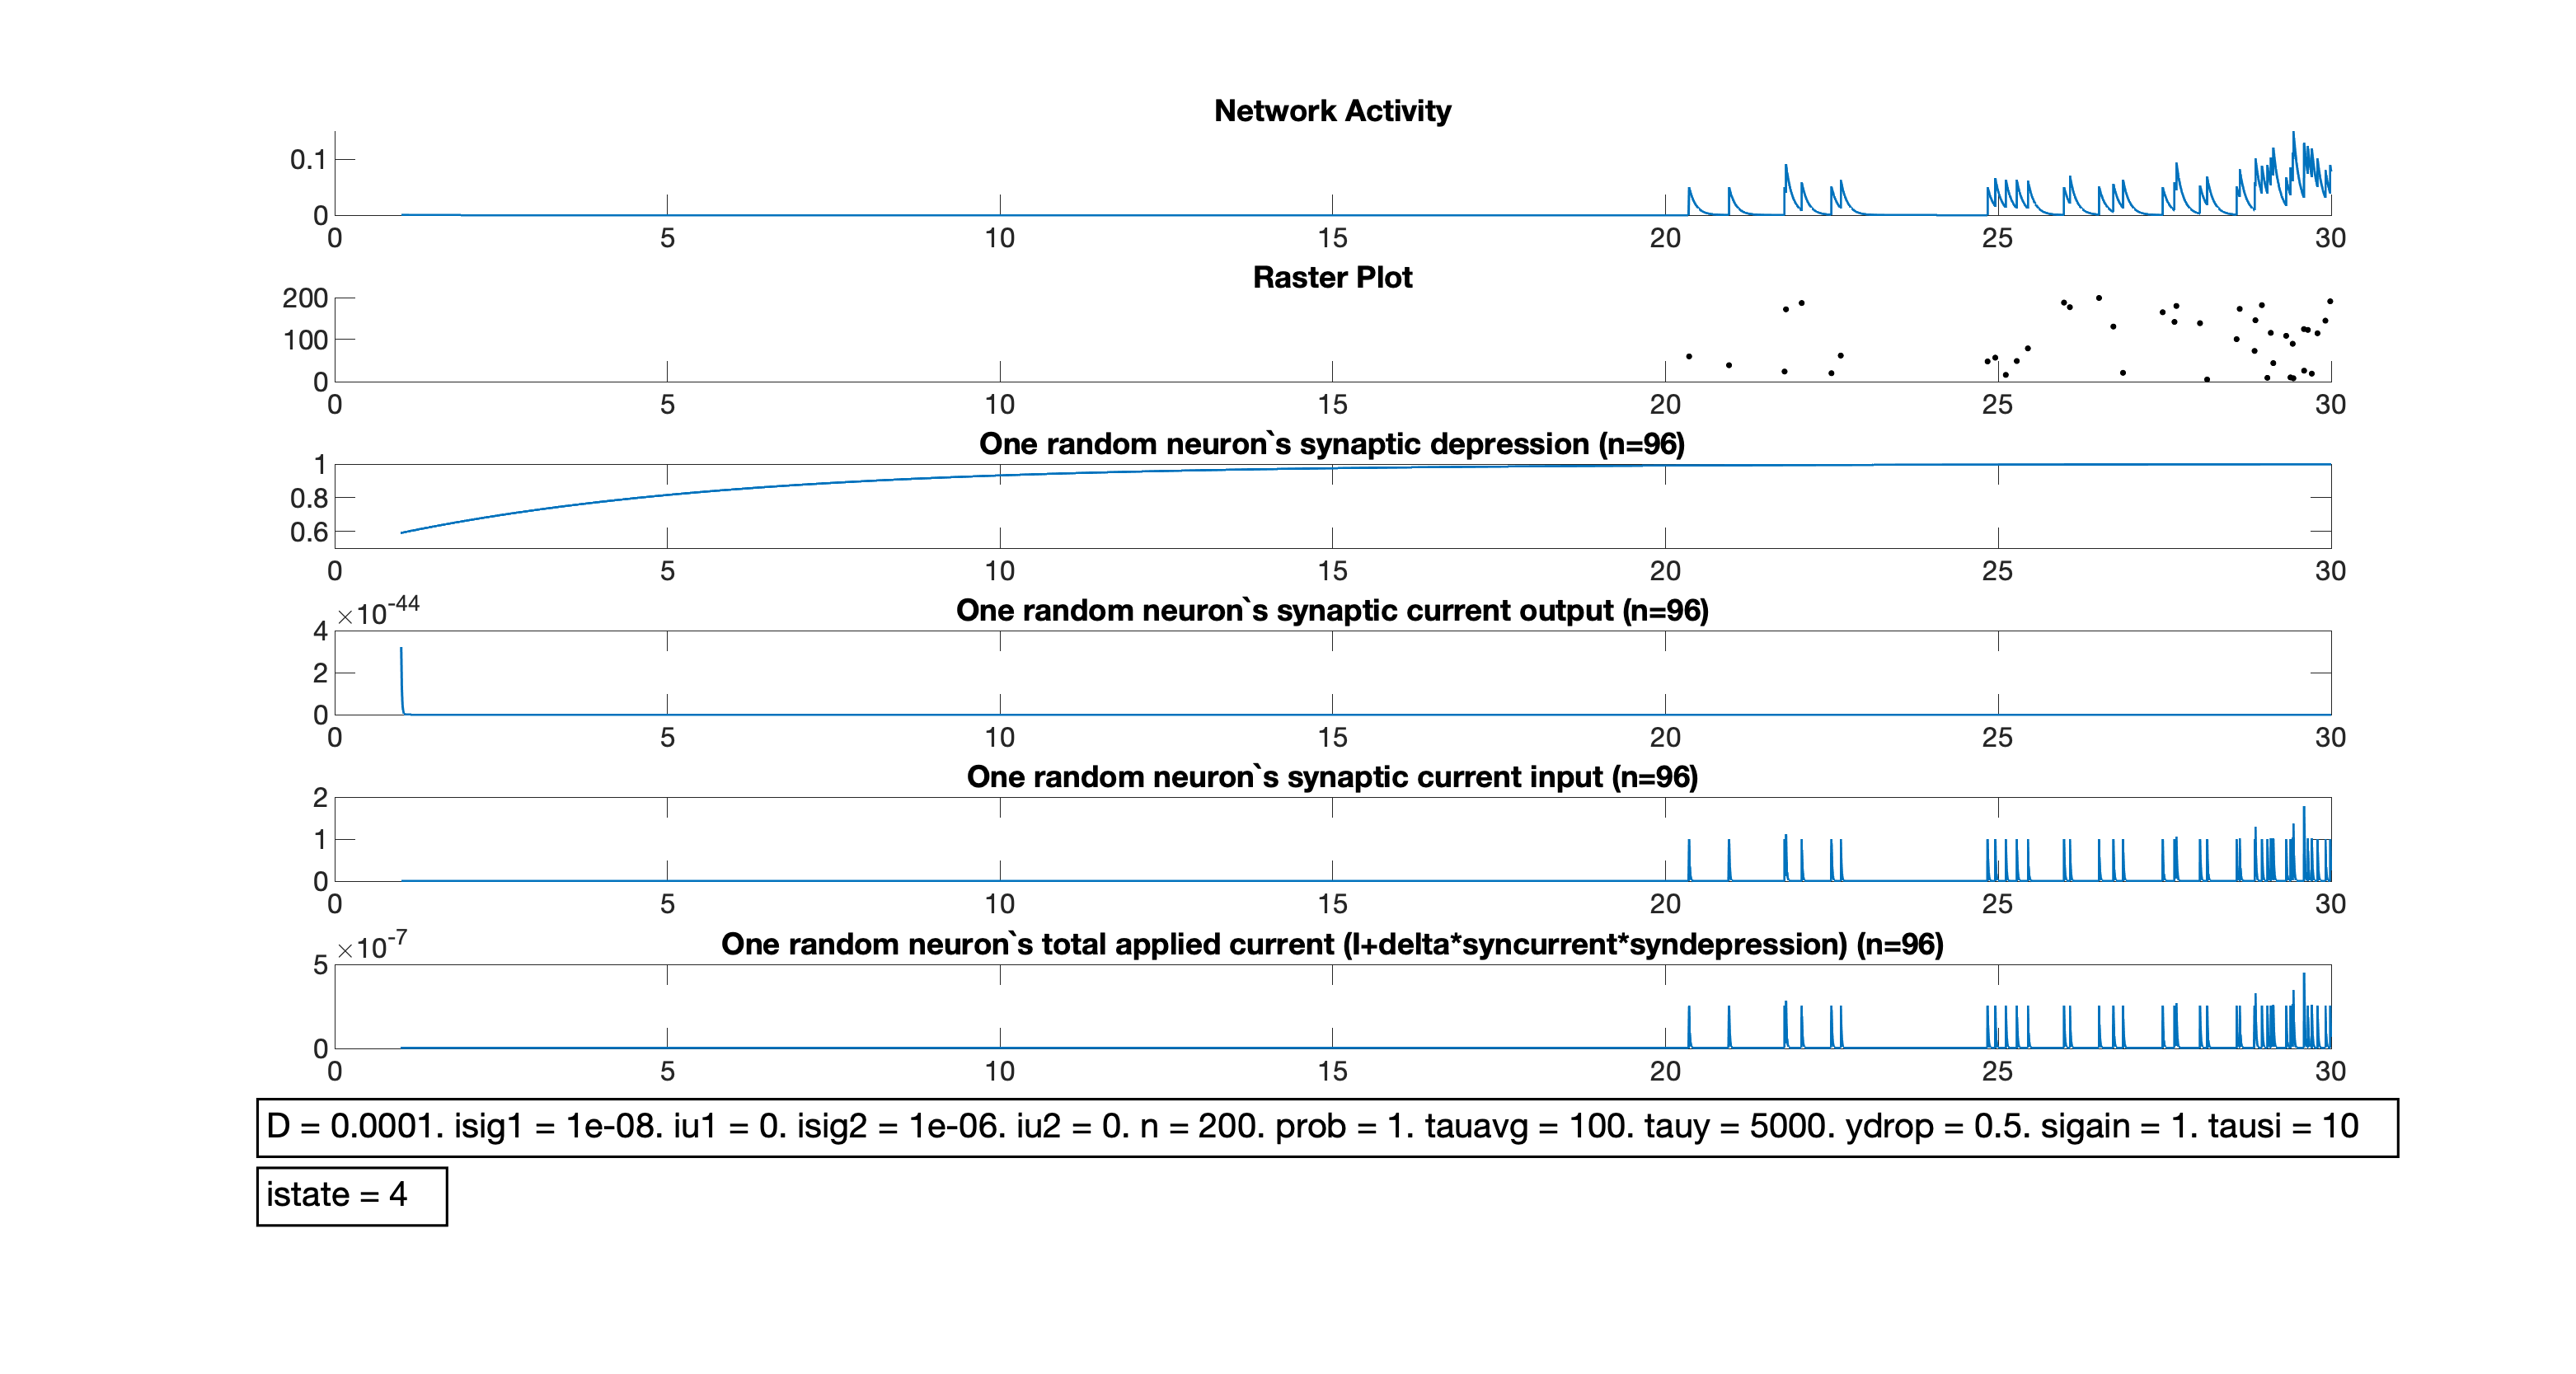 Network Activity
0.1
0
0 5 10 15 20 25 30
Raster Plot
200
100
0
0 5 10 15 20 25 30
One random neuron`s synaptic depression (n=96)
1
0.8
0.6
0 5 10 15 20 25 30
×10-44
One random neuron`s synaptic current output (n=96)
4
2
0
0 5 10 15 20 25 30
One random neuron`s synaptic current input (n=96)
2
1
0
0 5 10 15 20 25 30
×10-7
One random neuron`s total applied current (I+delta*syncurrent*syndepression) (n=96)
5
0
0 5 10 15 20 25 30
D = 0.0001. isig1 = 1e-08. iu1 = 0. isig2 = 1e-06. iu2 = 0. n = 200. prob = 1. tauavg = 100. tauy = 5000. ydrop = 0.5. sigain = 1. tausi = 10
istate = 4